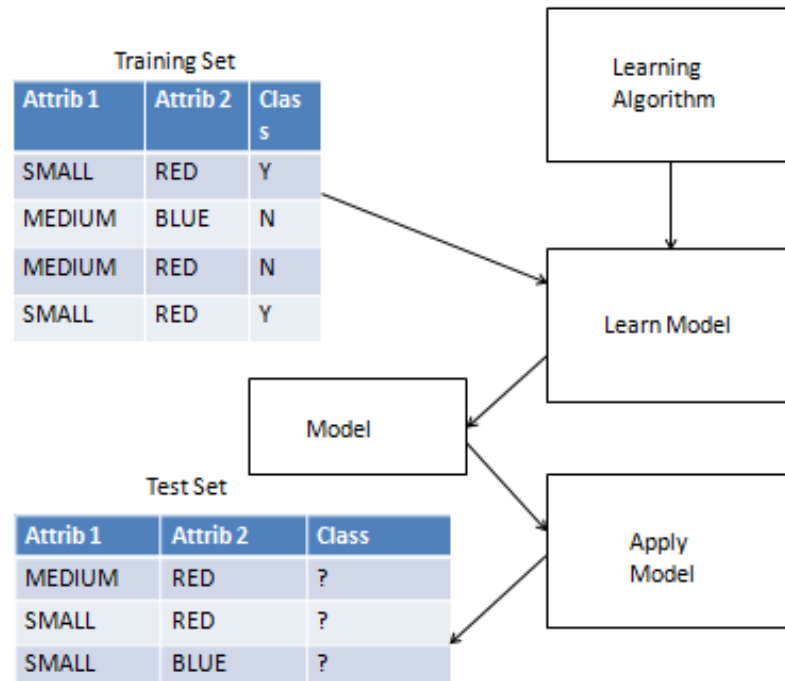 Training Set
Attrib 1 Attrib 2 Clas
s
SMALL RED Y
MEDIUM BLUE N
MEDIUM RED N
SMALL RED Y
Learning
Algorithm
Learn Model
Model
Test Set
Attrib 1 Attrib 2 Class
MEDIUM RED ?
SMALL RED ?
SMALL BLUE ?
Apply
Model